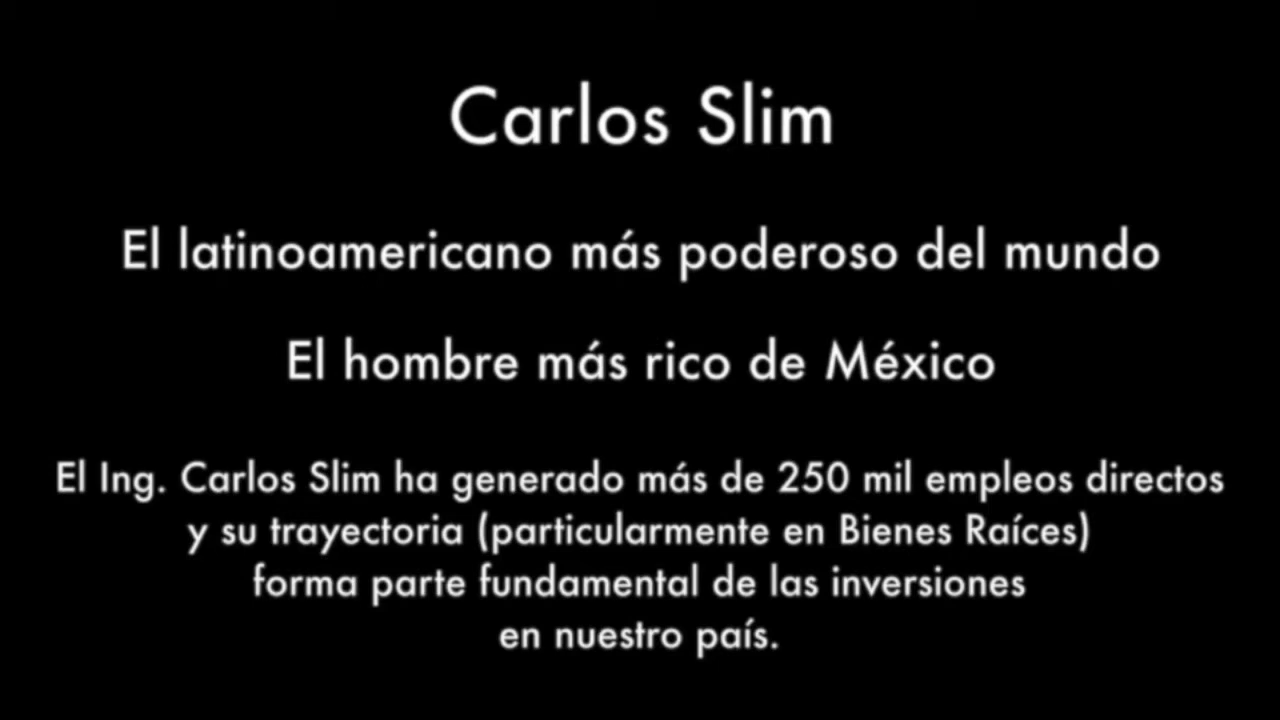 Carlos Slim
El latinoamericano más poderoso del mundo
El hombre más rico de México
El Ing. Carlos Slim ha generado más de 250 mil empleos directos
y su trayectoria (particularmente en Bienes Raíces)
forma parte fundamental de las inversiones
en nuestro país.